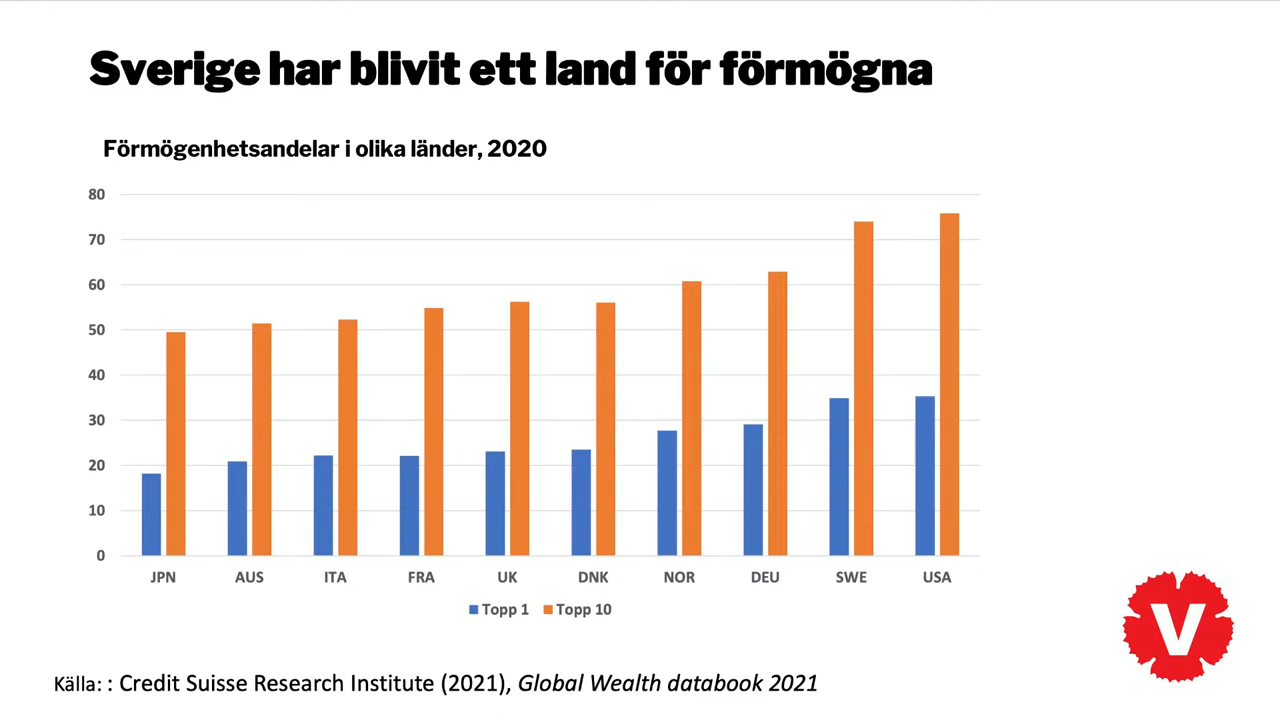 Sverige har blivit ett land för förmögna
Förmögenhetsandelar i olika länder, 2020
80
70
60
50
40
30
20
10
0
JPN AUS ITA FRA UK DNK NOR DEU SWE USA
Topp 1 Topp 10
V
Källa: : Credit Suisse Research Institute (2021), Global Wealth databook 2021